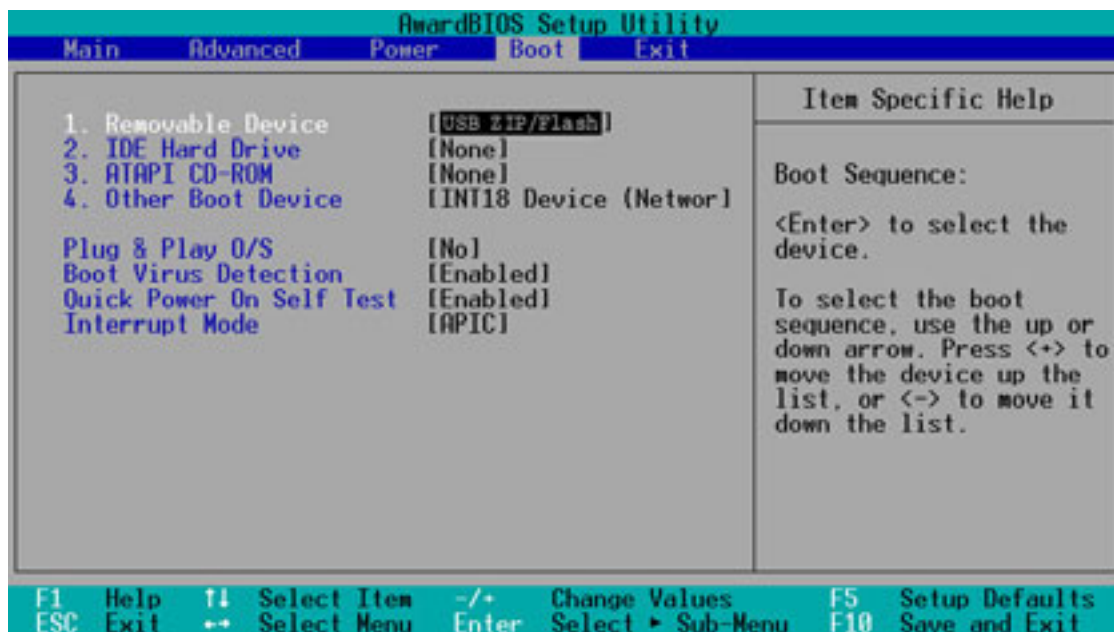 AwardBIOS Setup Utility
Main Advanced Power Boot Exit
1. Removable Device [USB ZIP/Flash]
2. IDE Hard Drive [None]
3. ATAPI CD-ROM [None]
4. Other Boot Device [INT18 Device (Networ]
Plug & Play O/S [No]
Boot Virus Detection [Enabled]
Quick Power On Self Test [Enabled]
Interrupt Mode [APIC]
Item Specific Help
Boot Sequence:
<Enter> to select the
device.
To select the boot
sequence, use the up or
down arrow. Press <+> to
move the device up the
list, or <-> to move it
down the list.
F1 Help ↑↓ Select Item -/+ Change Values F5 Setup Defaults
ESC Exit ←→ Select Menu Enter Select ► Sub-Menu F10 Save and Exit